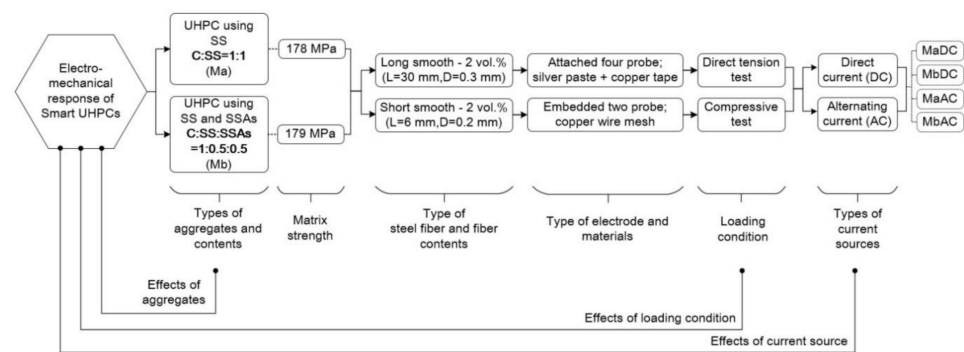 Electro-
mechanical
response of
Smart UHPCs
UHPC using
SS
C:SS=1:1
(Ma)
UHPC using
SS and SSAs
C:SS:SSAs
=1:0.5:0.5
(Mb)
178 MPa
179 MPa
Long smooth - 2 vol.%
(L=30 mm,D=0.3 mm)
Short smooth - 2 vol.%
(L=6 mm,D=0.2 mm)
Attached four probe;
silver paste + copper tape
Embedded two probe;
copper wire mesh
Direct tension
test
Compressive
test
Direct
current (DC)
Alternating
current (AC)
MaDC
MbDC
MaAC
MbAC
Types of
aggregates and
contents
Matrix
strength
Type of
steel fiber and fiber
contents
Type of electrode and
materials
Loading
condition
Types of
current
sources
Effects of
aggregates
Effects of loading condition
Effects of current source